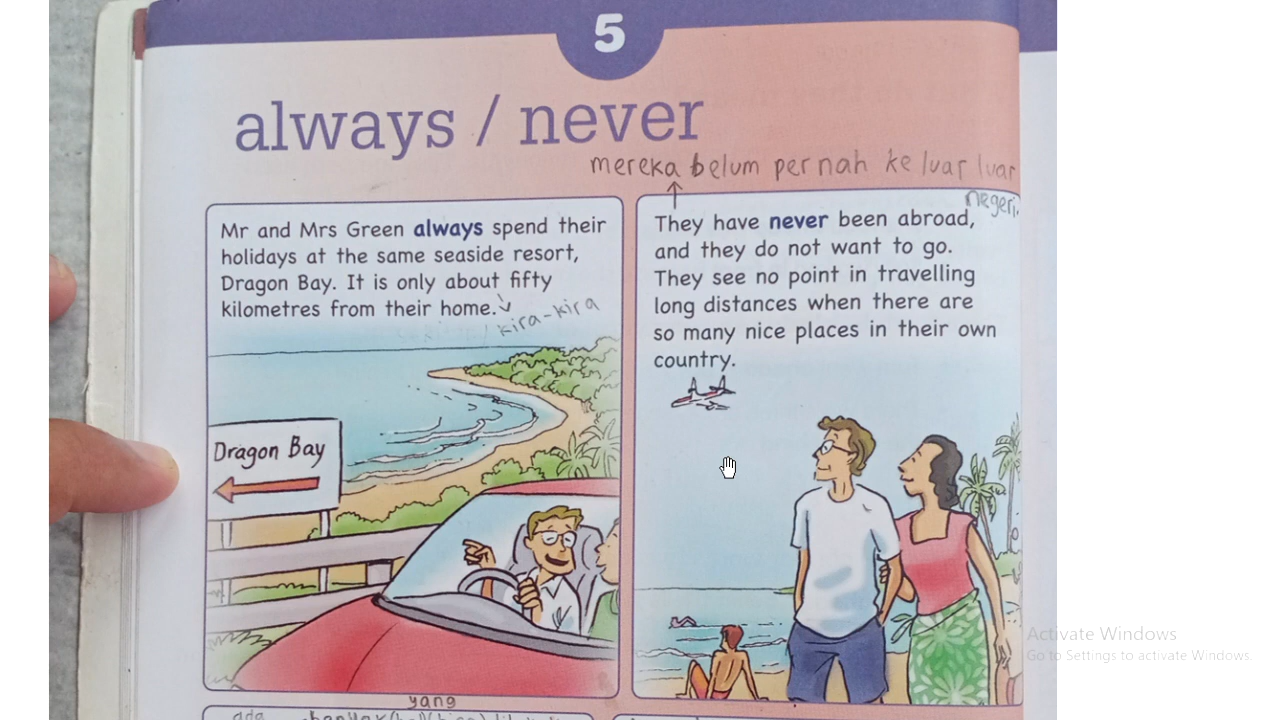 5
always / never
mereka belum pernah ke luar luar
negeri.
Mr and Mrs Green always spend their
holidays at the same seaside resort,
Dragon Bay. It is only about fifty
kilometres from their home.
kira-kira
They have never been abroad,
and they do not want to go.
They see no point in travelling
long distances when there are
so many nice places in their own
country.
Dragon Bay
Activate Windows
Go to Settings to activate Windows.
yang
ada